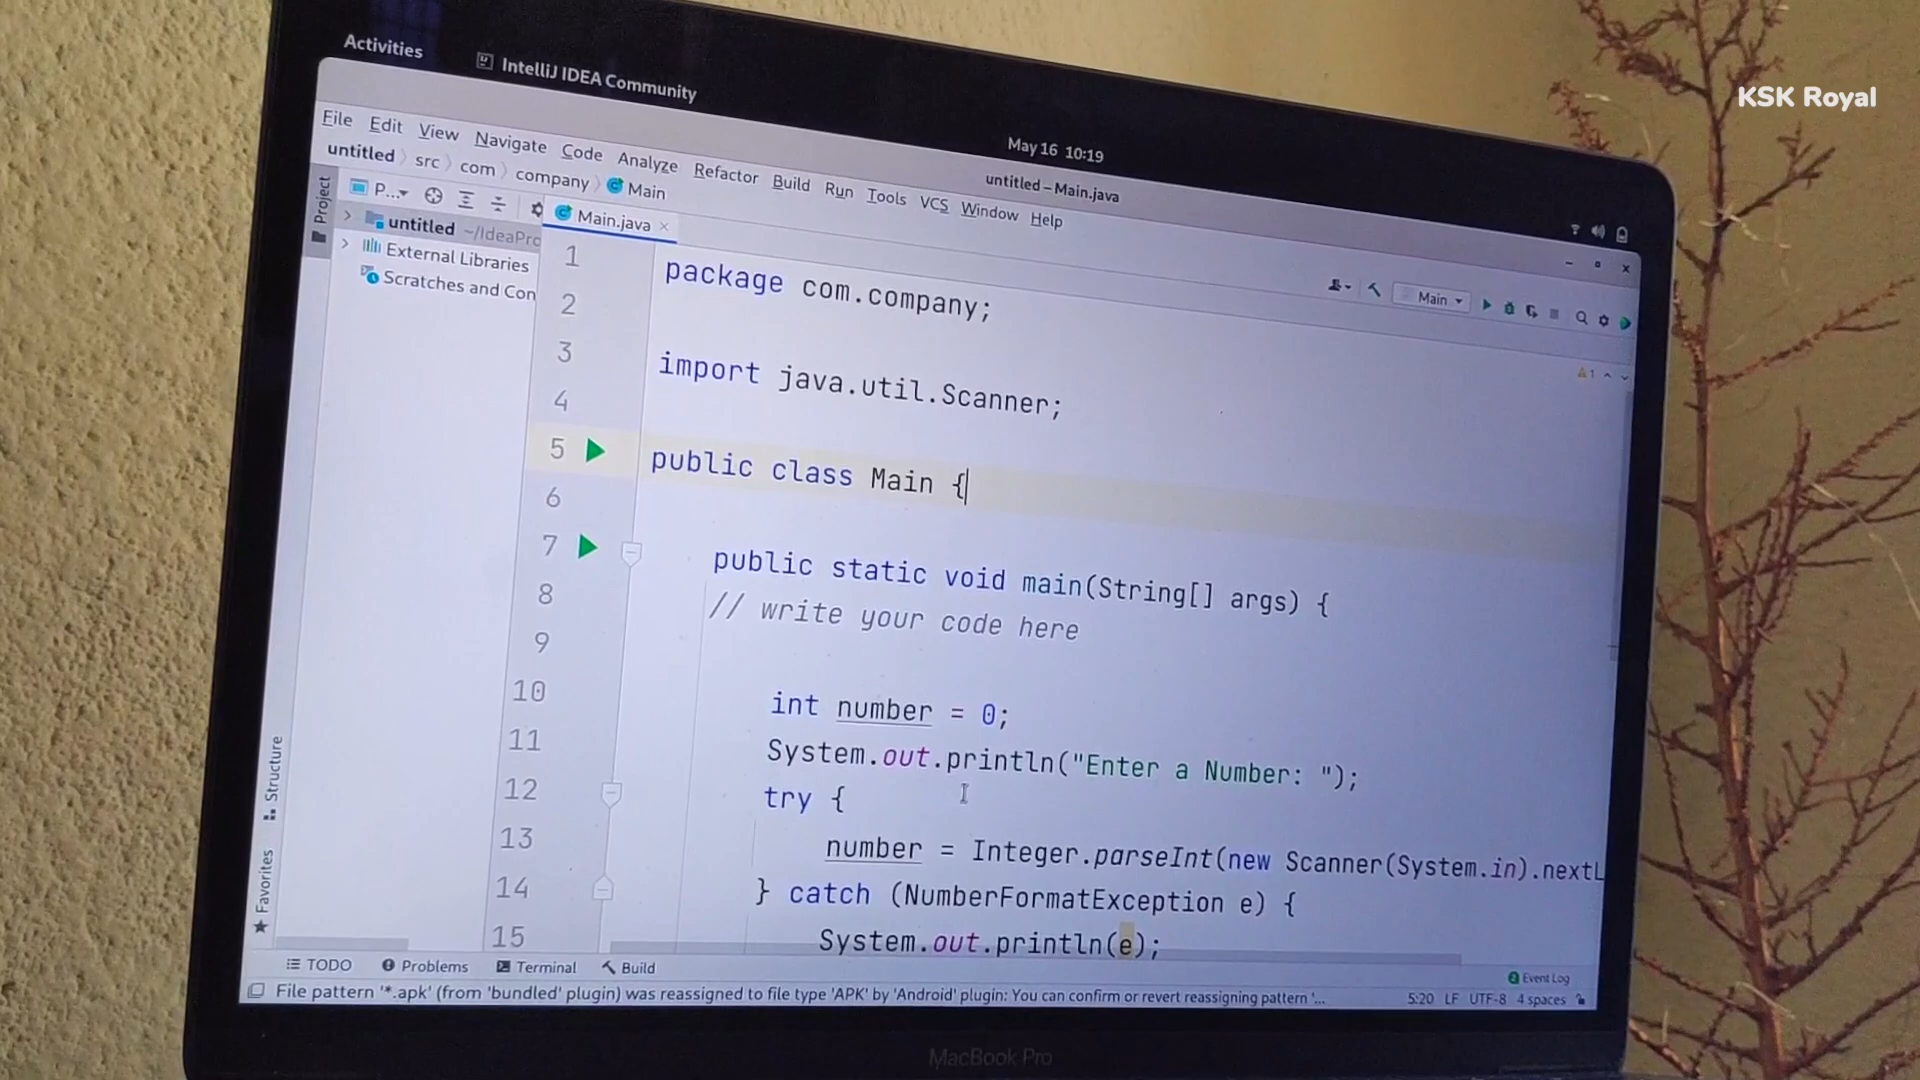 KSK Royal
Activities
IntelliJ IDEA Community
May 16 10:19
untitled – Main.java
File Edit View Navigate Code Analyze Refactor Build Run Tools VCS Window Help
untitled src com company Main
Main
Project
P...
Main.java
untitled ~/IdeaPro
External Libraries
Scratches and Con
1 package com.company;
2
3 import java.util.Scanner;
4
5 public class Main {
6
7 public static void main(String[] args) {
8 // write your code here
9
10 int number = 0;
11 System.out.println("Enter a Number: ");
12 try {
13 number = Integer.parseInt(new Scanner(System.in).nextL
14 } catch (NumberFormatException e) {
15 System.out.println(e);
1
Structure
Favorites
TODO Problems Terminal Build
2 Event Log
File pattern '*.apk' (from 'bundled' plugin) was reassigned to file type 'APK' by 'Android' plugin: You can confirm or revert reassigning pattern '...
5:20 LF UTF-8 4 spaces
MacBook Pro